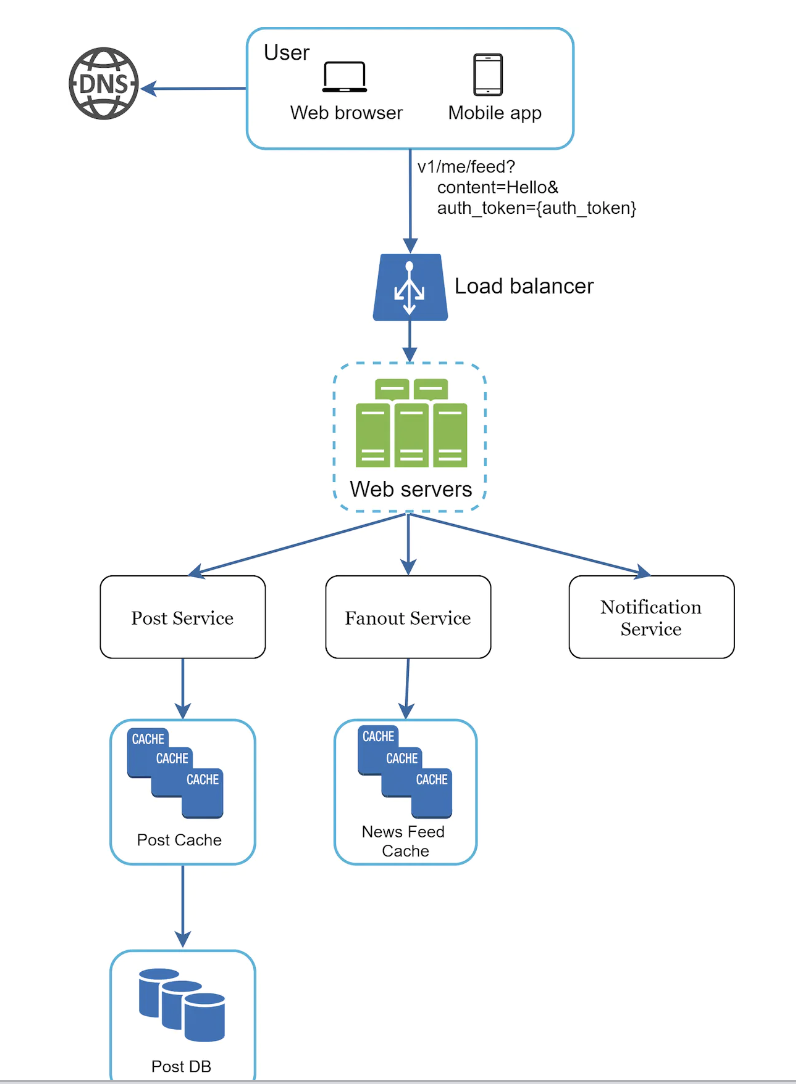 User
DNS
Web browser
Mobile app
v1/me/feed?
content=Hello&
auth_token={auth_token}
Load balancer
Web servers
Post Service
Fanout Service
Notification
Service
CACHE
CACHE
CACHE
Post Cache
CACHE
CACHE
CACHE
News Feed
Cache
Post DB